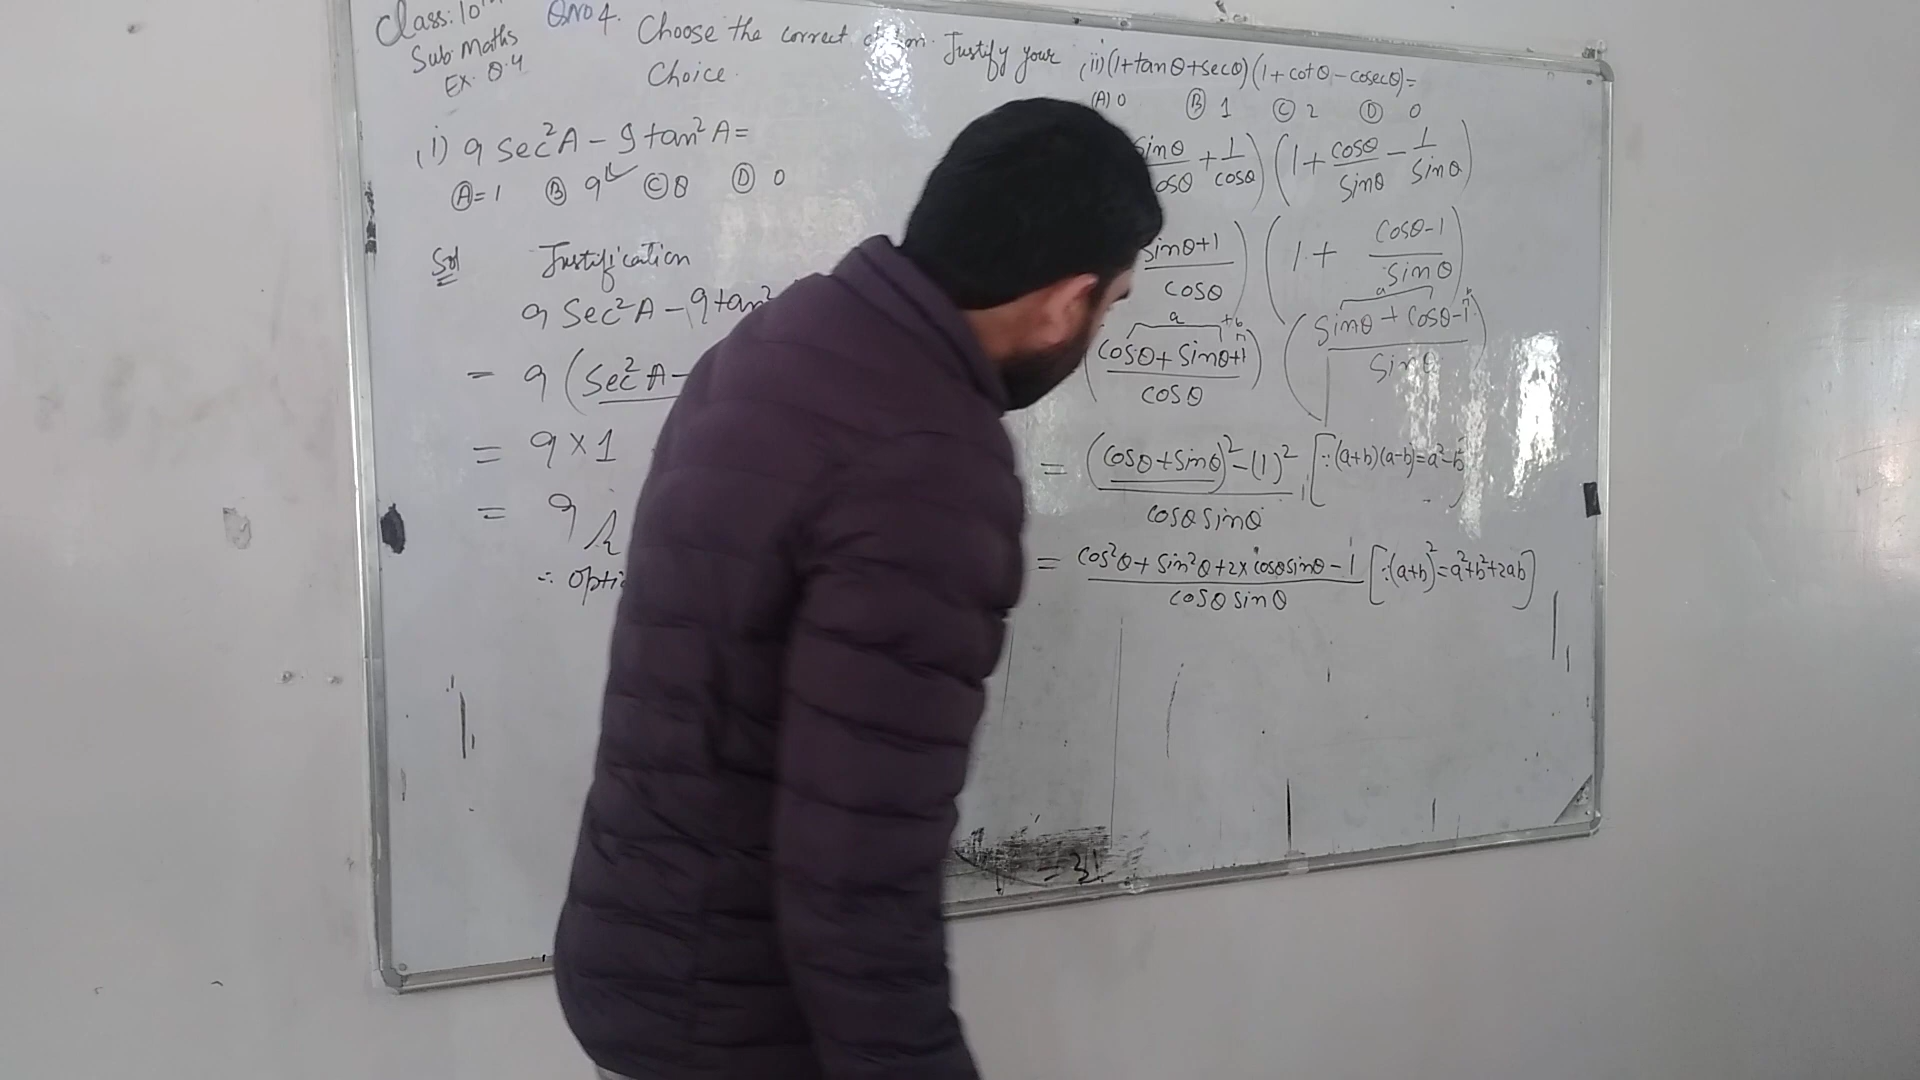 Class: 10th
Sub: Maths
Ex. 8.4
QNo 4. Choose the correct option. Justify your
Choice.
(i) 9 Sec²A - 9 tan²A =
(A) = 1 (B) 9 (C) 8 (D) 0
Sol Justification
9 Sec²A - 9 tan²
= 9 (Sec²A -
= 9 × 1
= 9
∴ opti
(ii) (1+tanθ+secθ) (1+cotθ-cosecθ)=
(A) 0 (B) 1 (C) 2 (D) 0
sinθ/cosθ + 1/cosθ) (1 + cosθ/sinθ - 1/sinθ)
sinθ+1/cosθ) (1 + cosθ-1/sinθ)
a +b a -b
(cosθ + sinθ+1/cosθ) (sinθ + cosθ-1/sinθ)
= (cosθ+sinθ)² - (1)²/cosθ sinθ [∵ (a+b)(a-b)=a²-b²
= cos²θ + sin²θ + 2×cosθsinθ - 1/cosθ sinθ [∵ (a+b)²=a²+b²+2ab]